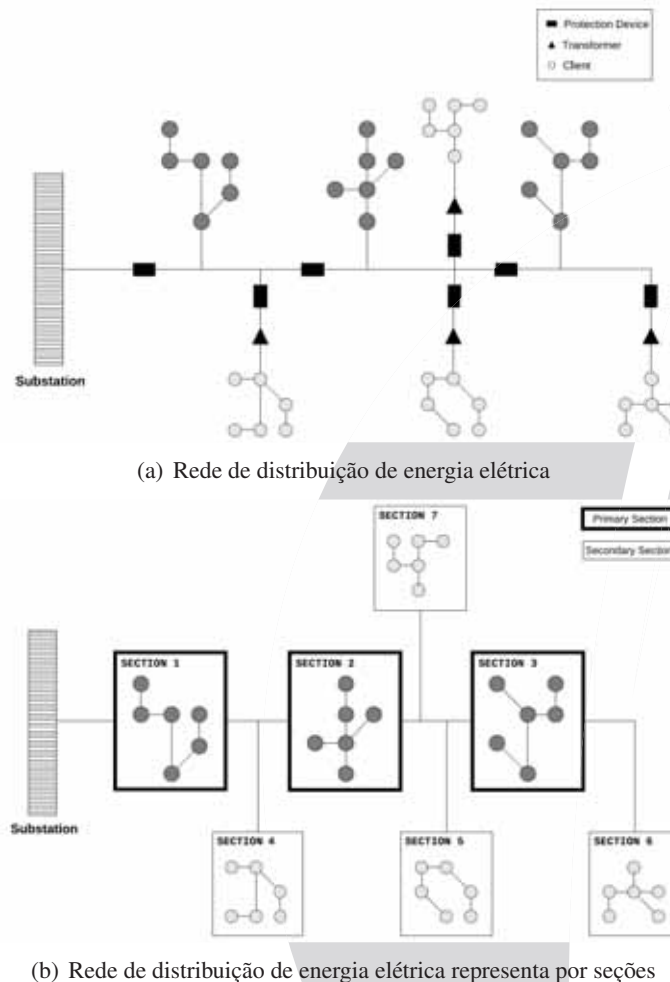 Protection Device
Transformer
Client
Substation
(a) Rede de distribuição de energia elétrica
SECTION 7
Primary Section
Secondary Section
SECTION 1
SECTION 2
SECTION 3
Substation
SECTION 4
SECTION 5
SECTION 6
(b) Rede de distribuição de energia elétrica representa por seções